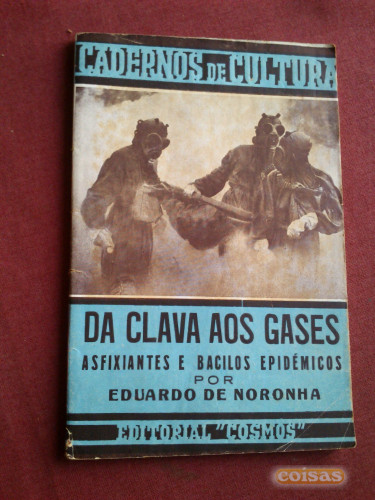 CADERNOS DE CULTURA
DA CLAVA AOS GASES
ASFIXIANTES E BACILOS EPIDÉMICOS
POR
EDUARDO DE NORONHA
EDITORIAL "COSMOS"
coisas